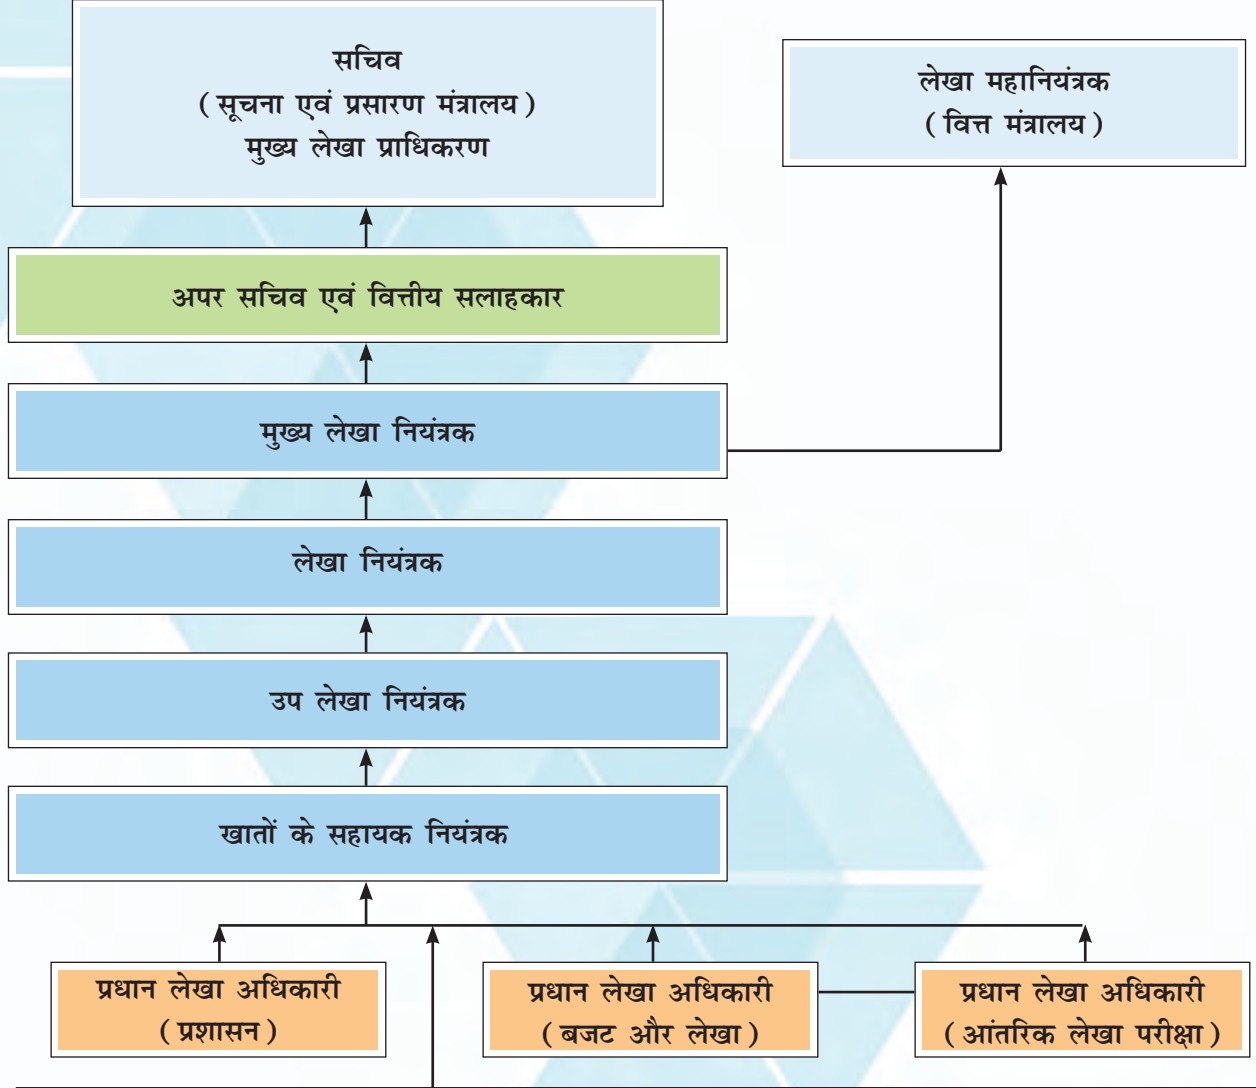 सचिव
(सूचना एवं प्रसारण मंत्रालय)
मुख्य लेखा प्राधिकरण
लेखा महानियंत्रक
(वित्त मंत्रालय)
अपर सचिव एवं वित्तीय सलाहकार
मुख्य लेखा नियंत्रक
लेखा नियंत्रक
उप लेखा नियंत्रक
खातों के सहायक नियंत्रक
प्रधान लेखा अधिकारी
(प्रशासन)
प्रधान लेखा अधिकारी
(बजट और लेखा)
प्रधान लेखा अधिकारी
(आंतरिक लेखा परीक्षा)